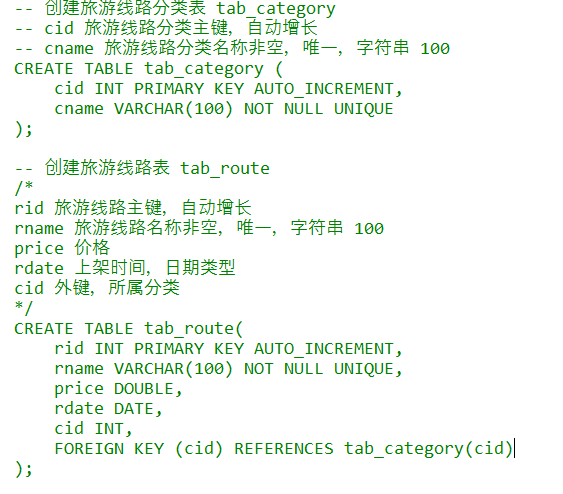 -- 创建旅游线路分类表 tab_category
-- cid 旅游线路分类主键, 自动增长
-- cname 旅游线路分类名称非空, 唯一, 字符串 100
CREATE TABLE tab_category (
    cid INT PRIMARY KEY AUTO_INCREMENT,
    cname VARCHAR(100) NOT NULL UNIQUE
);
-- 创建旅游线路表 tab_route
/*
rid 旅游线路主键, 自动增长
rname 旅游线路名称非空, 唯一, 字符串 100
price 价格
rdate 上架时间, 日期类型
cid 外键, 所属分类
*/
CREATE TABLE tab_route(
    rid INT PRIMARY KEY AUTO_INCREMENT,
    rname VARCHAR(100) NOT NULL UNIQUE,
    price DOUBLE,
    rdate DATE,
    cid INT,
    FOREIGN KEY (cid) REFERENCES tab_category(cid)
);